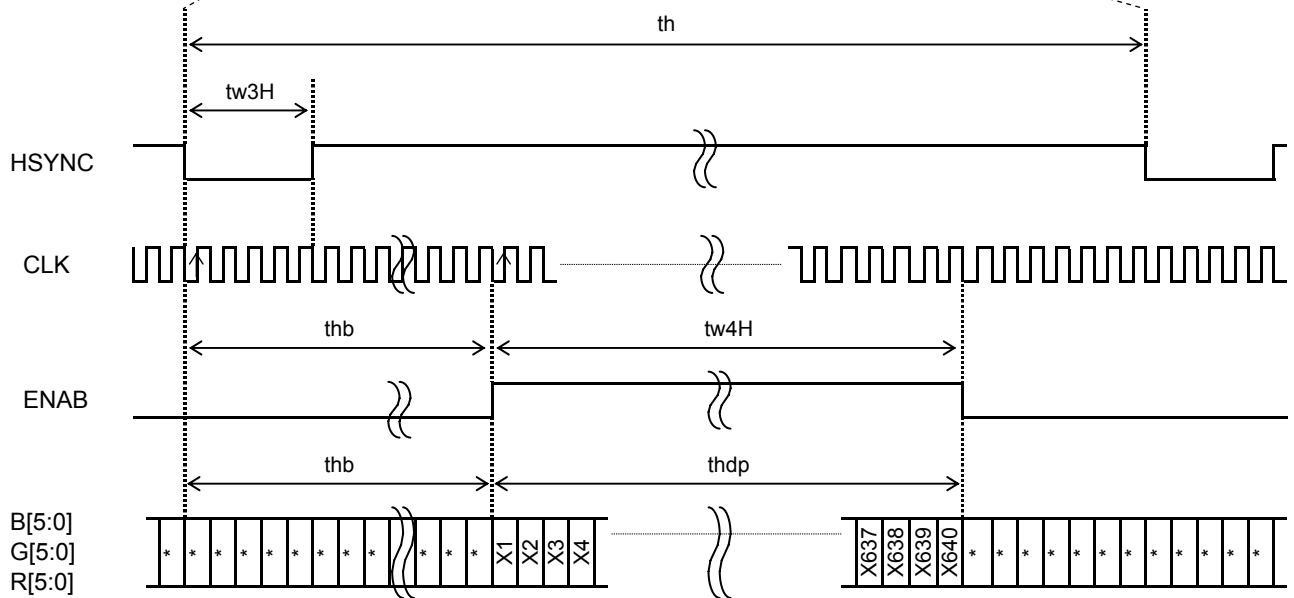 th
tw3H
HSYNC
CLK
thb
tw4H
ENAB
thb
thdp
B[5:0]
G[5:0]
R[5:0]
* * * * * * * * * * * * X1 X2 X3 X4 X637 X638 X639 X640 * * * * * * * * * * * *